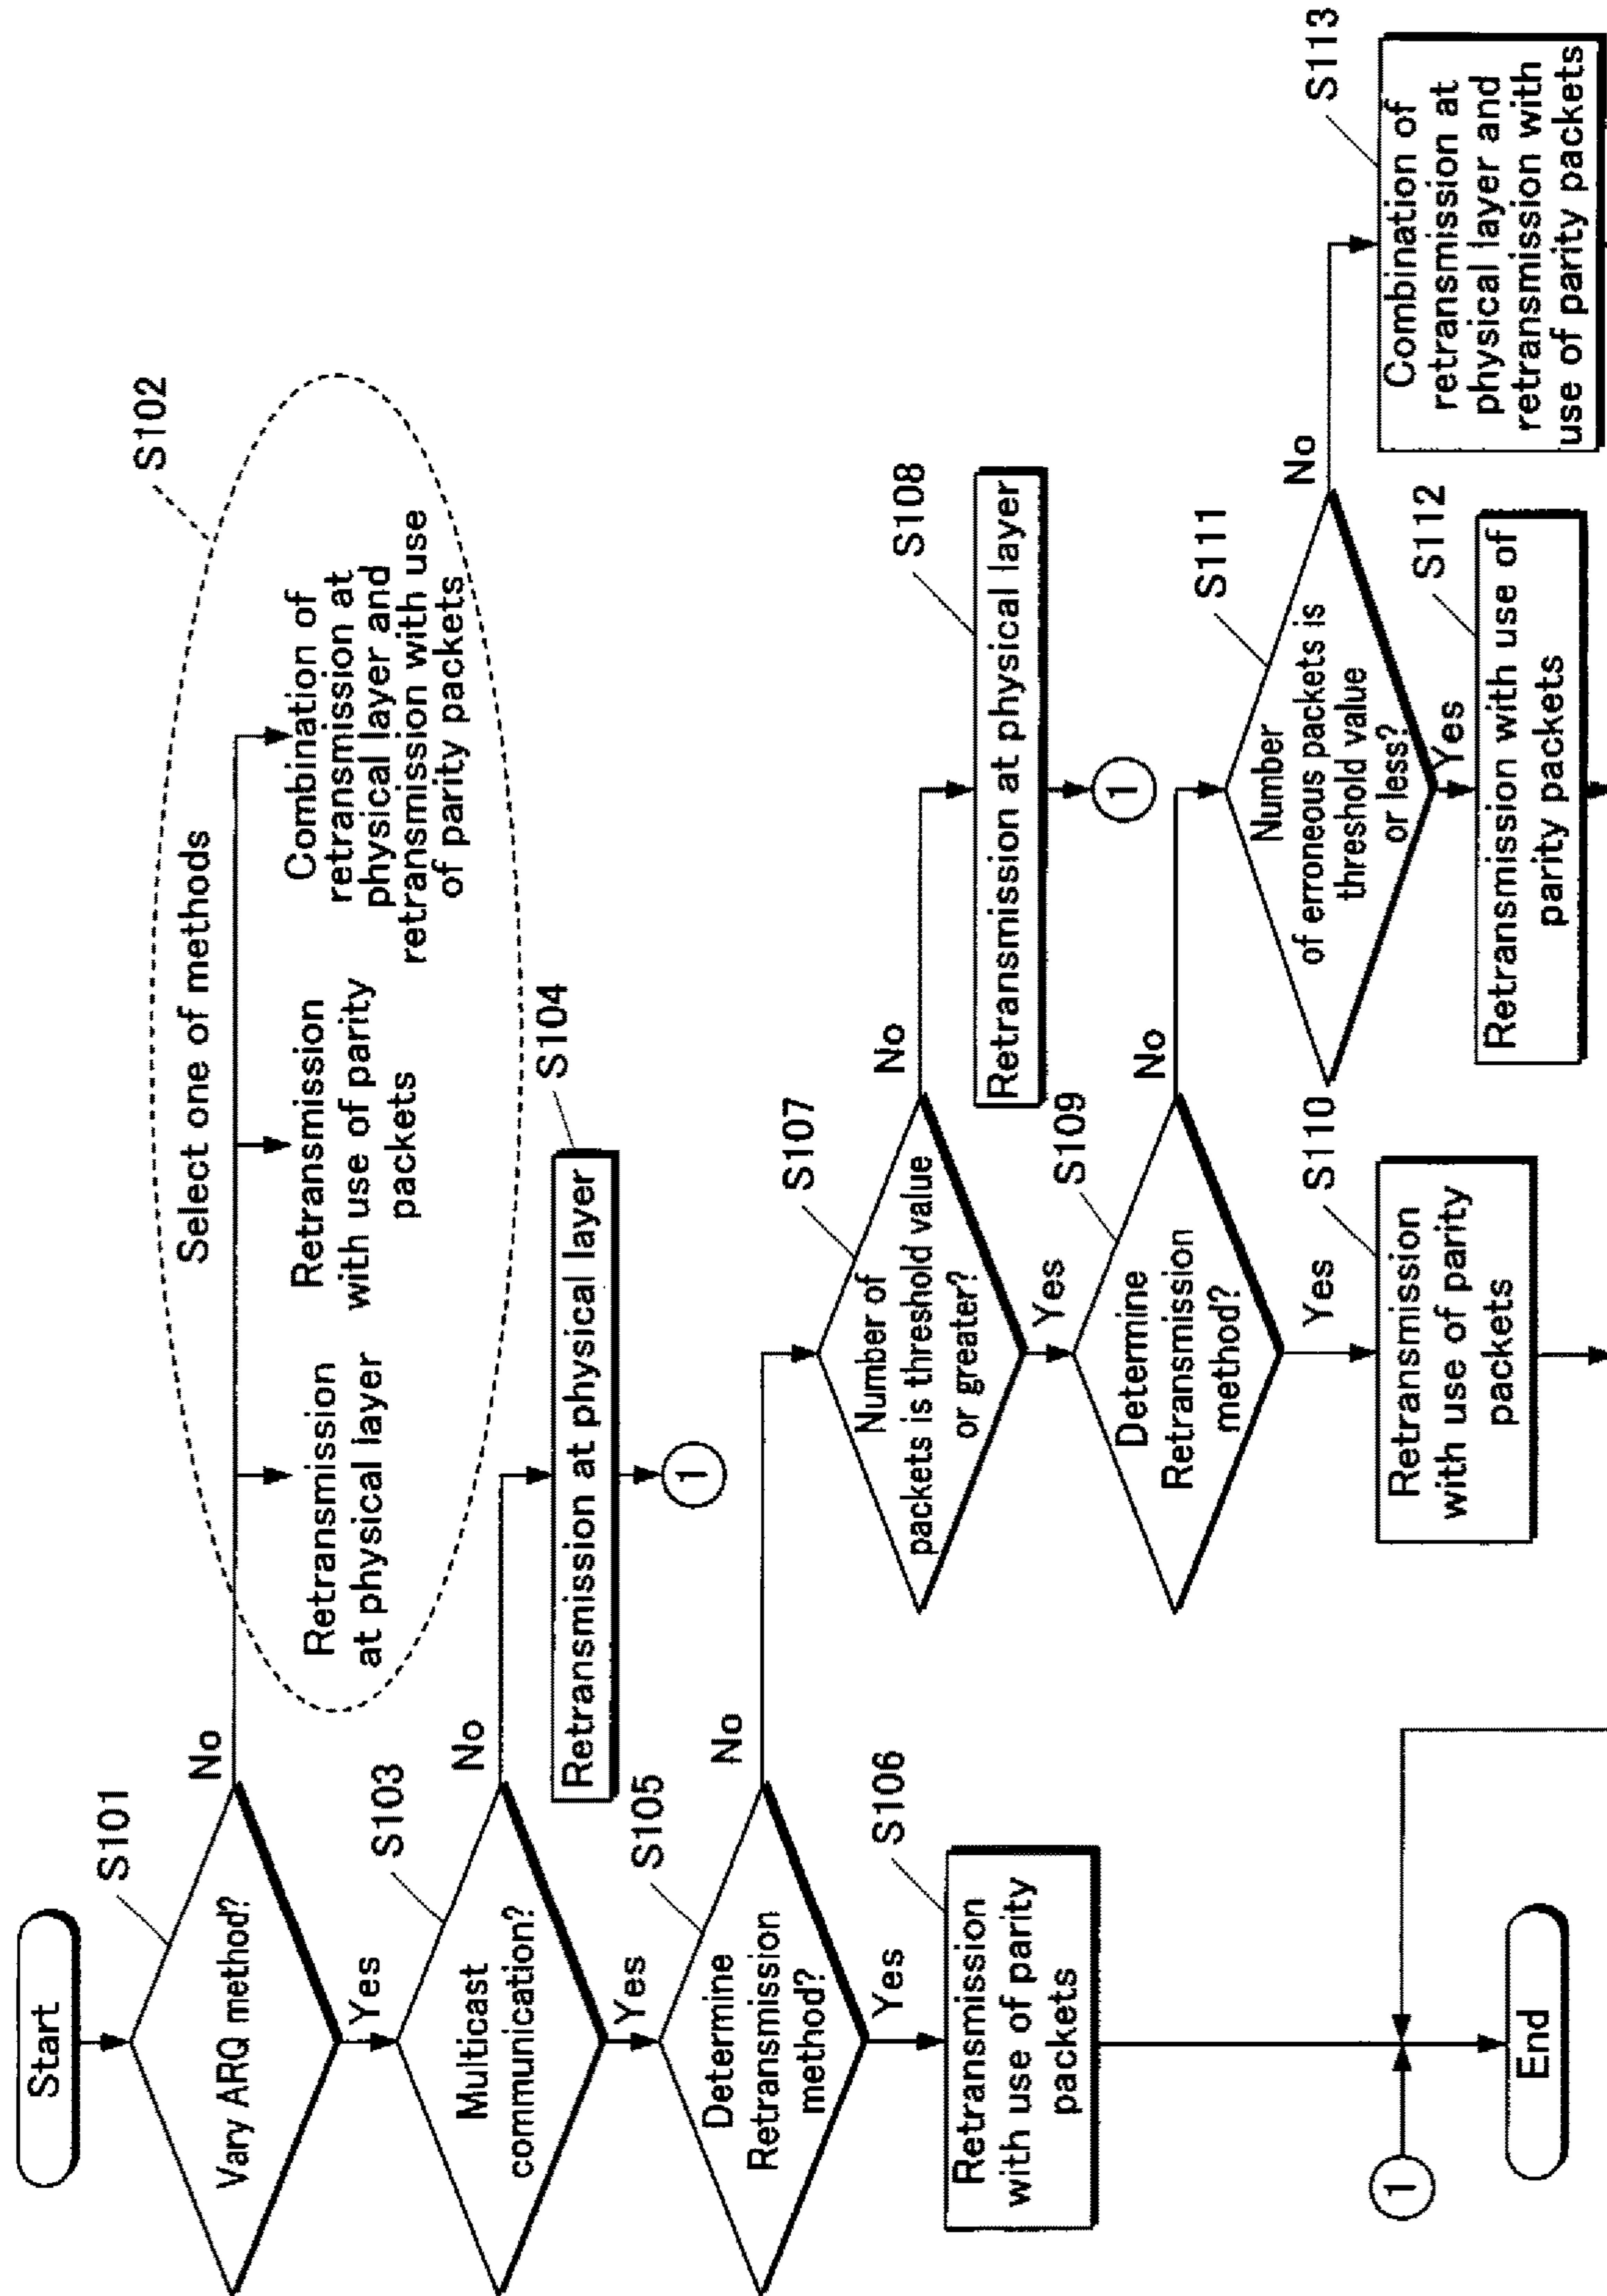 Start
S101
Vary ARQ method?
No
Yes
S102
Select one of methods
Retransmission
at physical layer
Retransmission
with use of parity
packets
Combination of
retransmission at
physical layer and
retransmission with use
of parity packets
S103
Multicast
communication?
No
Yes
S104
Retransmission at physical layer
1
S105
Determine
Retransmission
method?
No
Yes
S106
Retransmission
with use of parity
packets
S107
Number of
packets is threshold value
or greater?
No
Yes
S108
Retransmission at physical layer
1
S109
Determine
Retransmission
method?
No
Yes
S110
Retransmission
with use of parity
packets
S111
Number
of erroneous packets is
threshold value
or less?
No
Yes
S112
Retransmission with use of
parity packets
S113
Combination of
retransmission at
physical layer and
retransmission with
use of parity packets
1
End